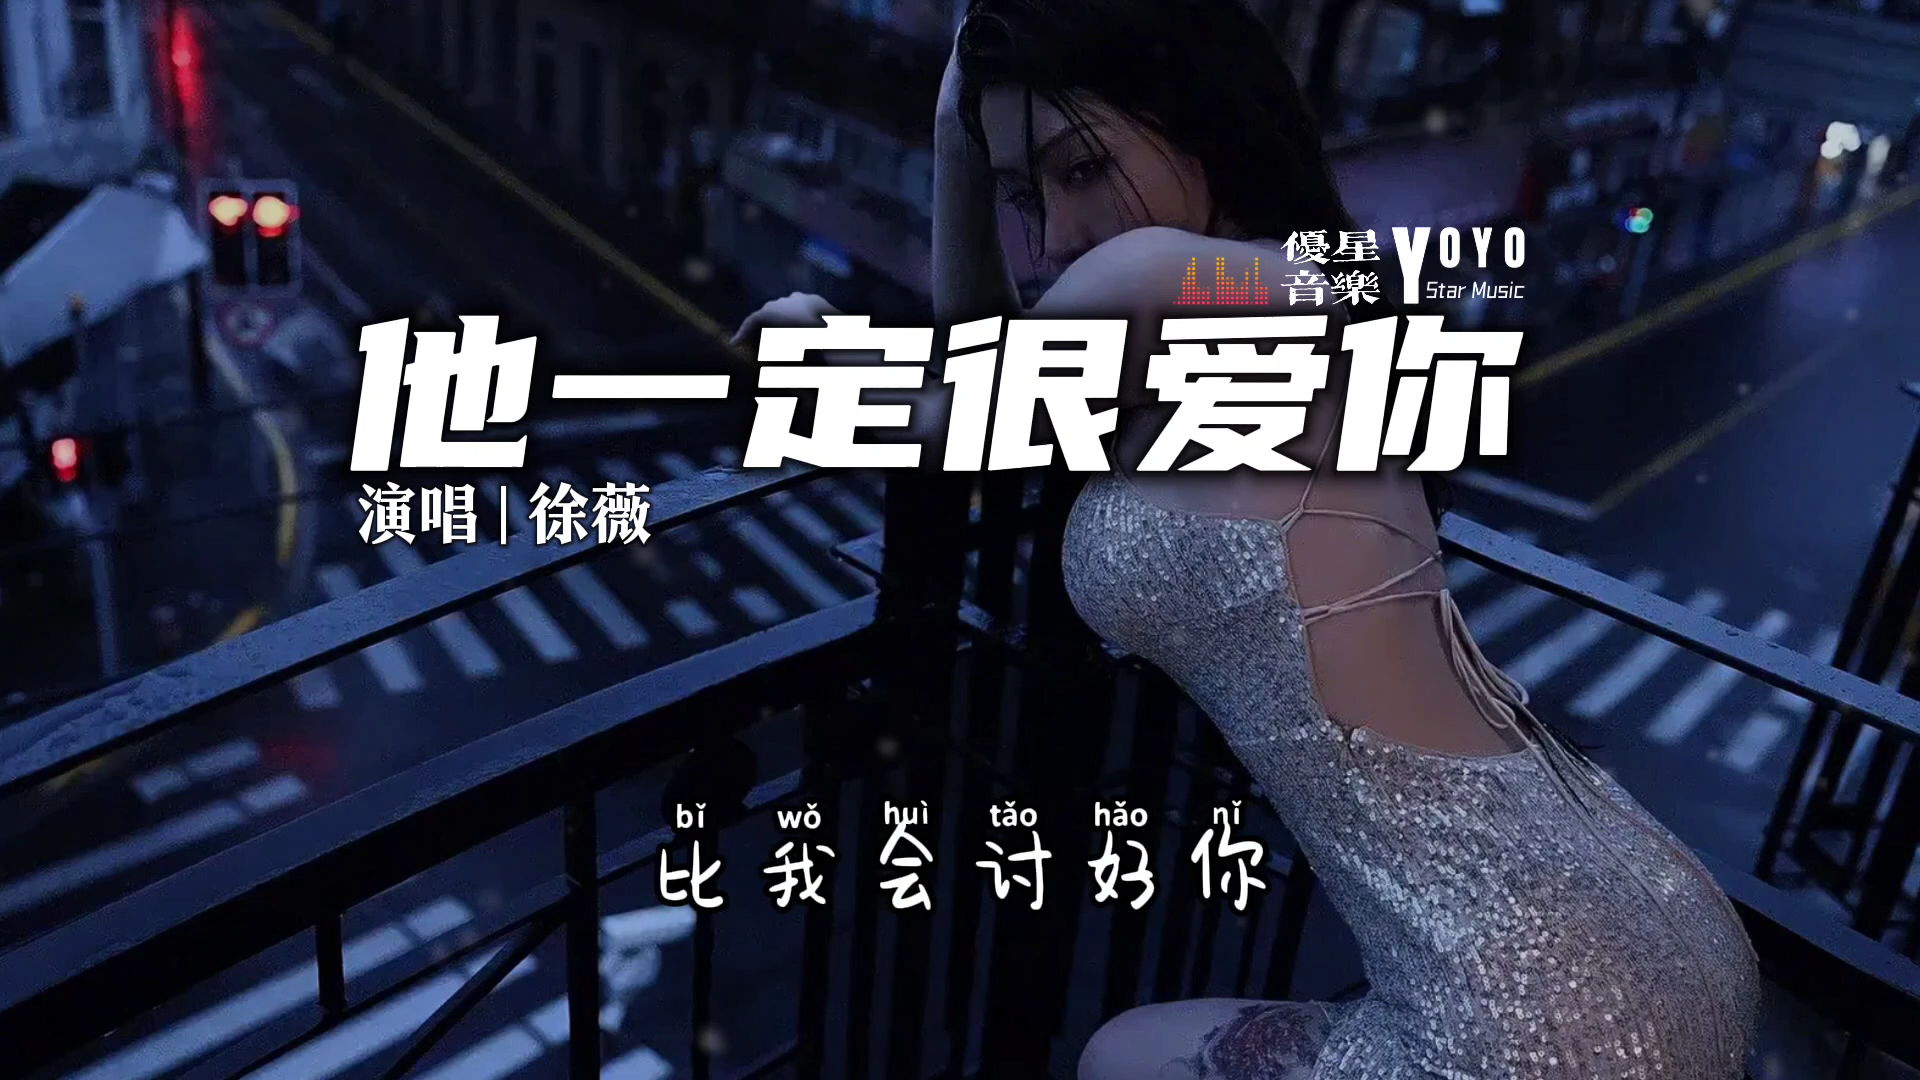 優星
音樂
YOYO
Star Music
他一定很爱你
演唱 | 徐薇
bǐ wǒ huì tǎo hǎo nǐ
比我会讨好你